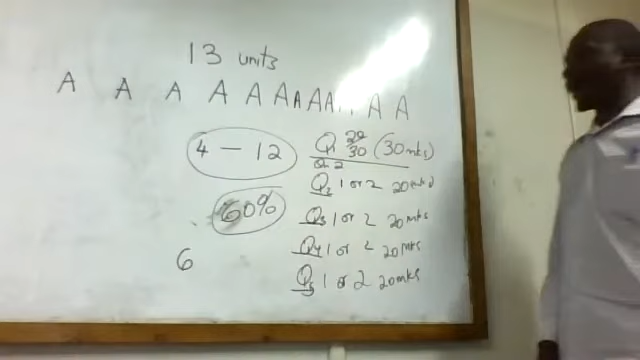 13 units
A A A A A A A A A A A
4 – 12
60%
6
Q1 20
30 (30mks)
Q2 1 or 2 20mks
Q3 1 or 2 20mks
Q4 1 or 2 20mks
Q5 1 or 2 20mks